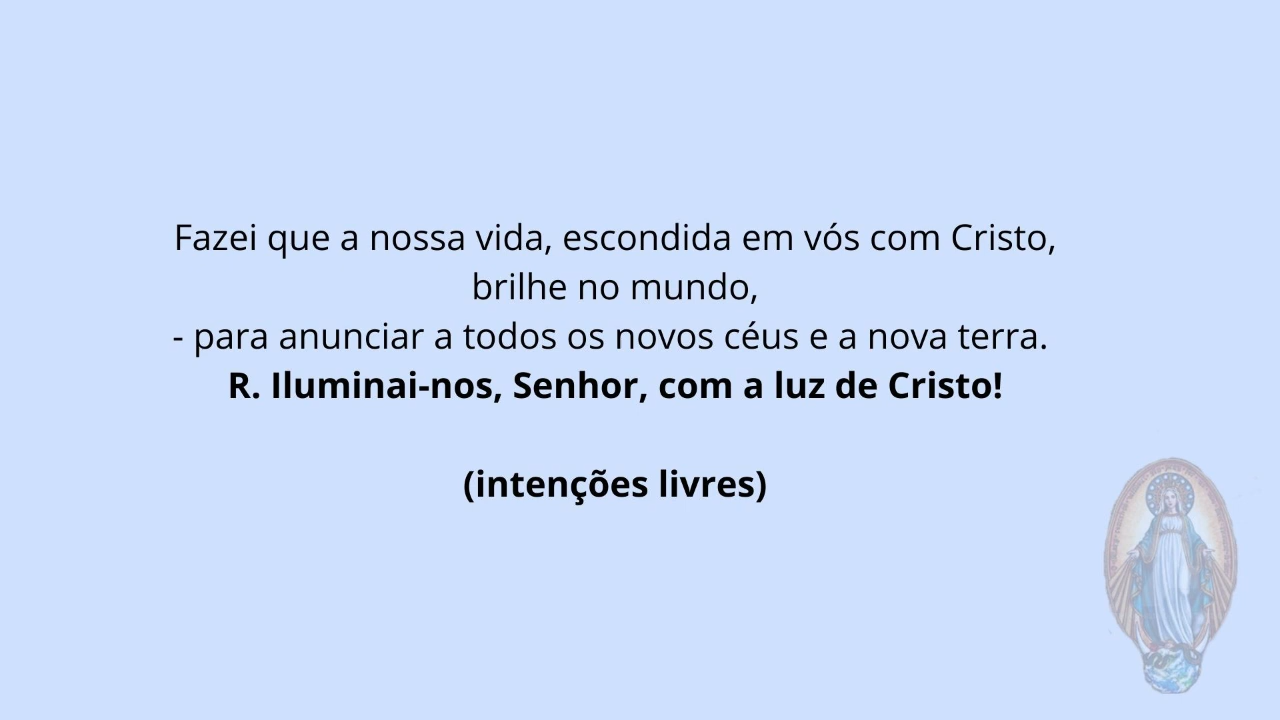 Fazei que a nossa vida, escondida em vós com Cristo,
brilhe no mundo,
- para anunciar a todos os novos céus e a nova terra.
R. Iluminai-nos, Senhor, com a luz de Cristo!
(intenções livres)